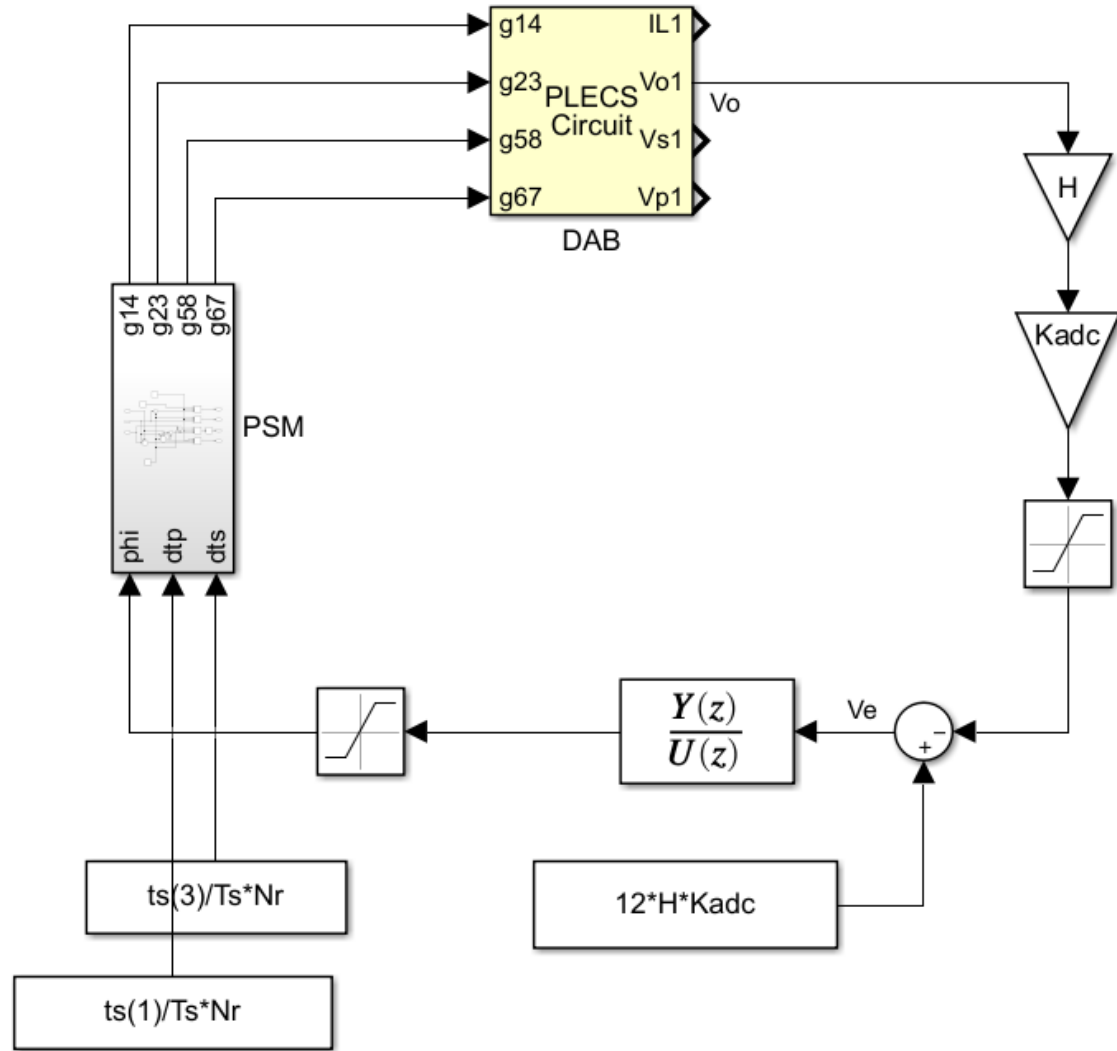 g14 IL1
g23 Vo1
PLECS
Circuit
g58 Vs1
g67 Vp1
DAB
Vo
H
Kadc
g14 g23 g58 g67
PSM
phi dtp dts
Y(z)
U(z)
Ve
−
+
ts(3)/Ts*Nr
12*H*Kadc
ts(1)/Ts*Nr